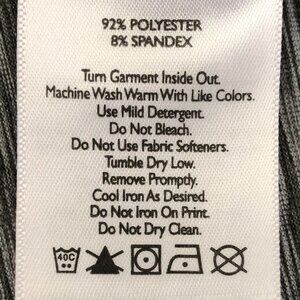 92% POLYESTER
8% SPANDEX
Turn Garment Inside Out.
Machine Wash Warm With Like Colors.
Use Mild Detergent.
Do Not Bleach.
Do Not Use Fabric Softeners.
Tumble Dry Low.
Remove Promptly.
Cool Iron As Desired.
Do Not Iron On Print.
Do Not Dry Clean.
40C